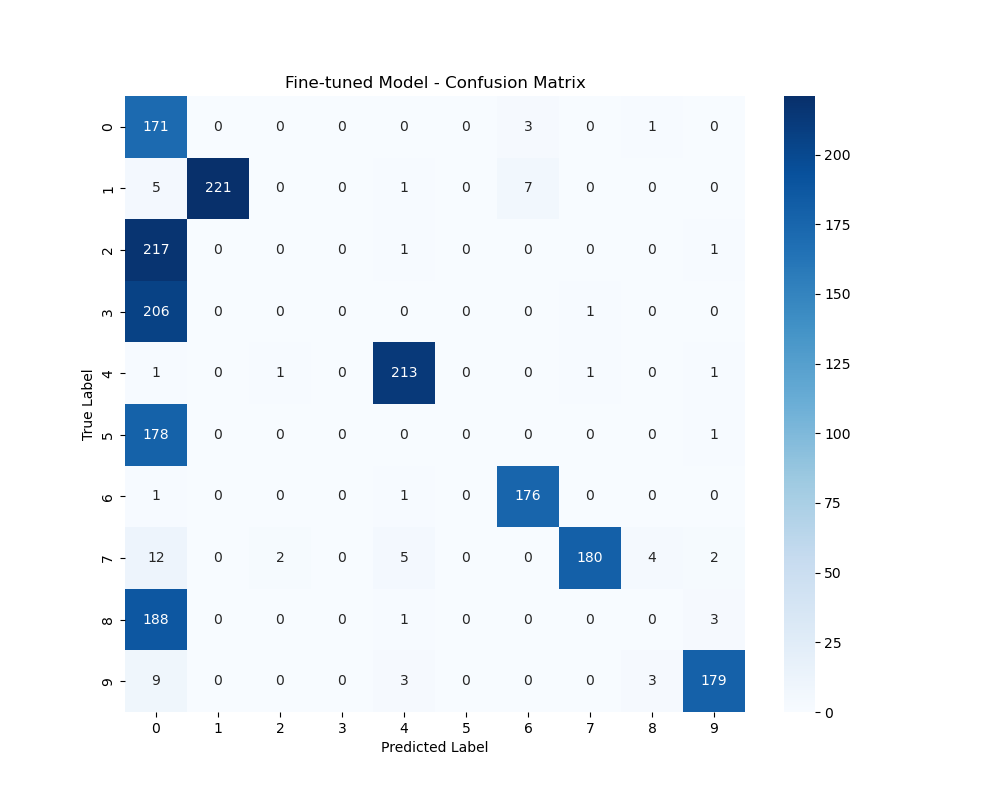 Fine-tuned Model - Confusion Matrix
0 171 0 0 0 0 0 3 0 1 0
1 5 221 0 0 1 0 7 0 0 0
2 217 0 0 0 1 0 0 0 0 1
3 206 0 0 0 0 0 0 1 0 0
4 1 0 1 0 213 0 0 1 0 1
5 178 0 0 0 0 0 0 0 0 1
6 1 0 0 0 1 0 176 0 0 0
7 12 0 2 0 5 0 0 180 4 2
8 188 0 0 0 1 0 0 0 0 3
9 9 0 0 0 3 0 0 0 3 179
0 1 2 3 4 5 6 7 8 9
Predicted Label
True Label
200
175
150
125
100
75
50
25
0